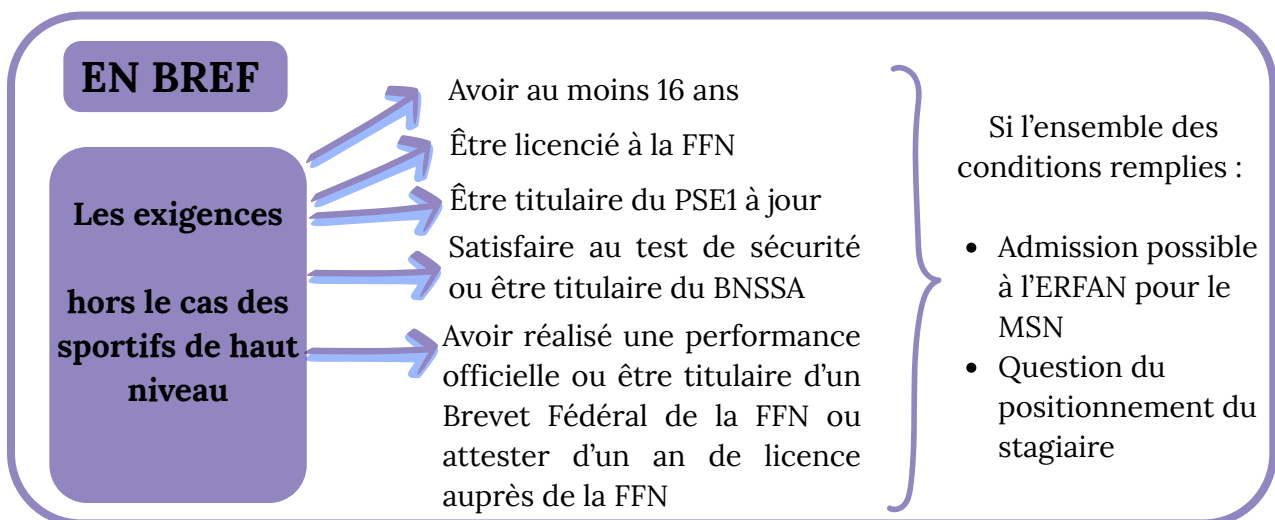 EN BREF
Les exigences
hors le cas des
sportifs de haut
niveau
Avoir au moins 16 ans
Être licencié à la FFN
Être titulaire du PSE1 à jour
Satisfaire au test de sécurité
ou être titulaire du BNSSA
Avoir réalisé une performance
officielle ou être titulaire d’un
Brevet Fédéral de la FFN ou
attester d’un an de licence
auprès de la FFN
Si l’ensemble des
conditions remplies :
• Admission possible
à l’ERFAN pour le
MSN
• Question du
positionnement du
stagiaire